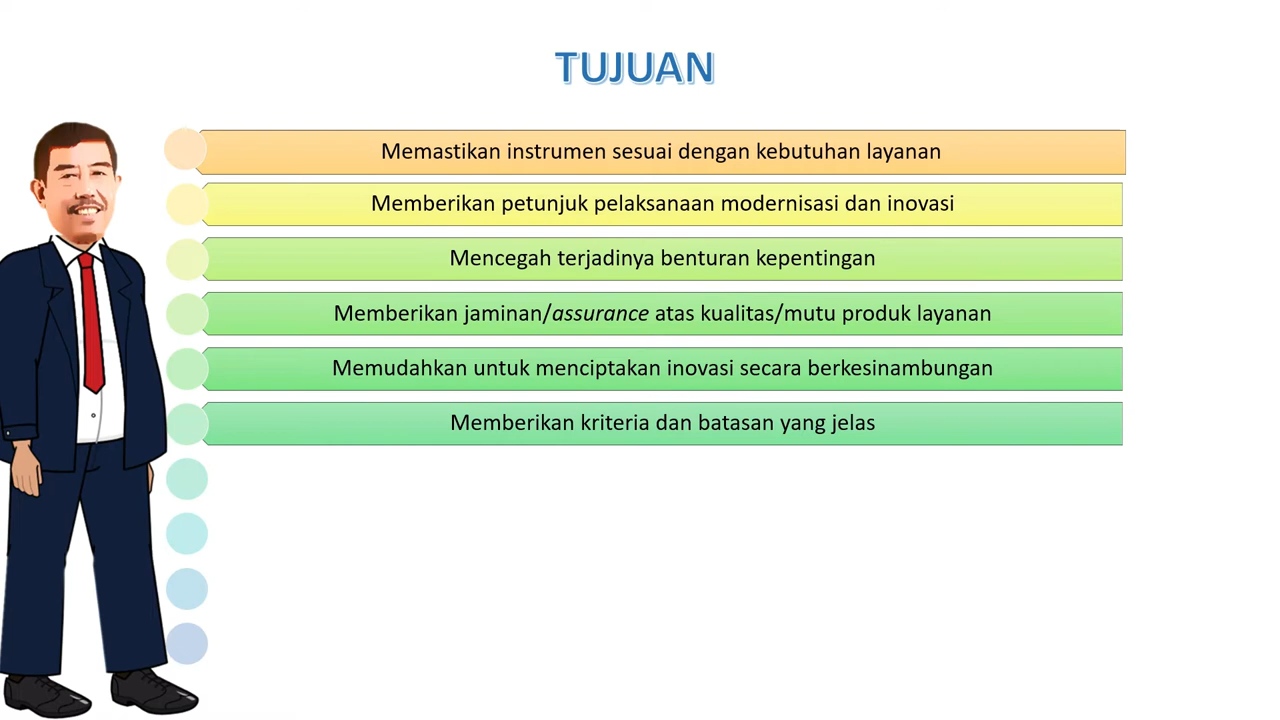 TUJUAN
Memastikan instrumen sesuai dengan kebutuhan layanan
Memberikan petunjuk pelaksanaan modernisasi dan inovasi
Mencegah terjadinya benturan kepentingan
Memberikan jaminan/assurance atas kualitas/mutu produk layanan
Memudahkan untuk menciptakan inovasi secara berkesinambungan
Memberikan kriteria dan batasan yang jelas